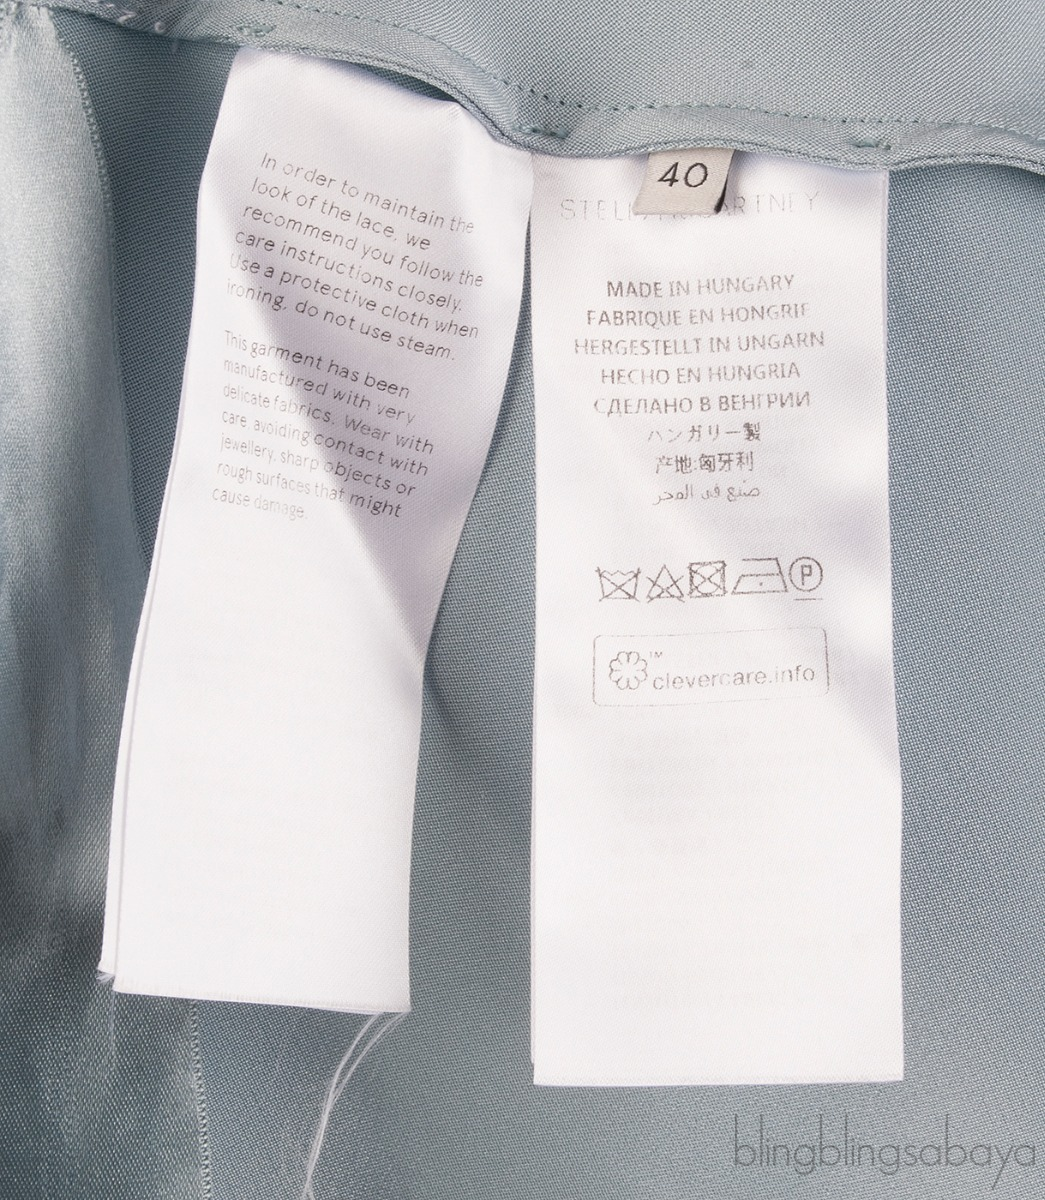 In order to maintain the
look of the lace, we
recommend you follow the
care instructions closely.
Use a protective cloth when
ironing, do not use steam.
This garment has been
manufactured with very
delicate fabrics. Wear with
care, avoiding contact with
jewellery, sharp objects or
rough surfaces that might
cause damage.
40
MADE IN HUNGARY
FABRIQUE EN HONGRIE
HERGESTELLT IN UNGARN
HECHO EN HUNGRIA
СДЕЛАНО В ВЕНГРИИ
ハンガリー製
产地:匈牙利
صنع في المجر
P
TM
clevercare.info
blingblingsabaya